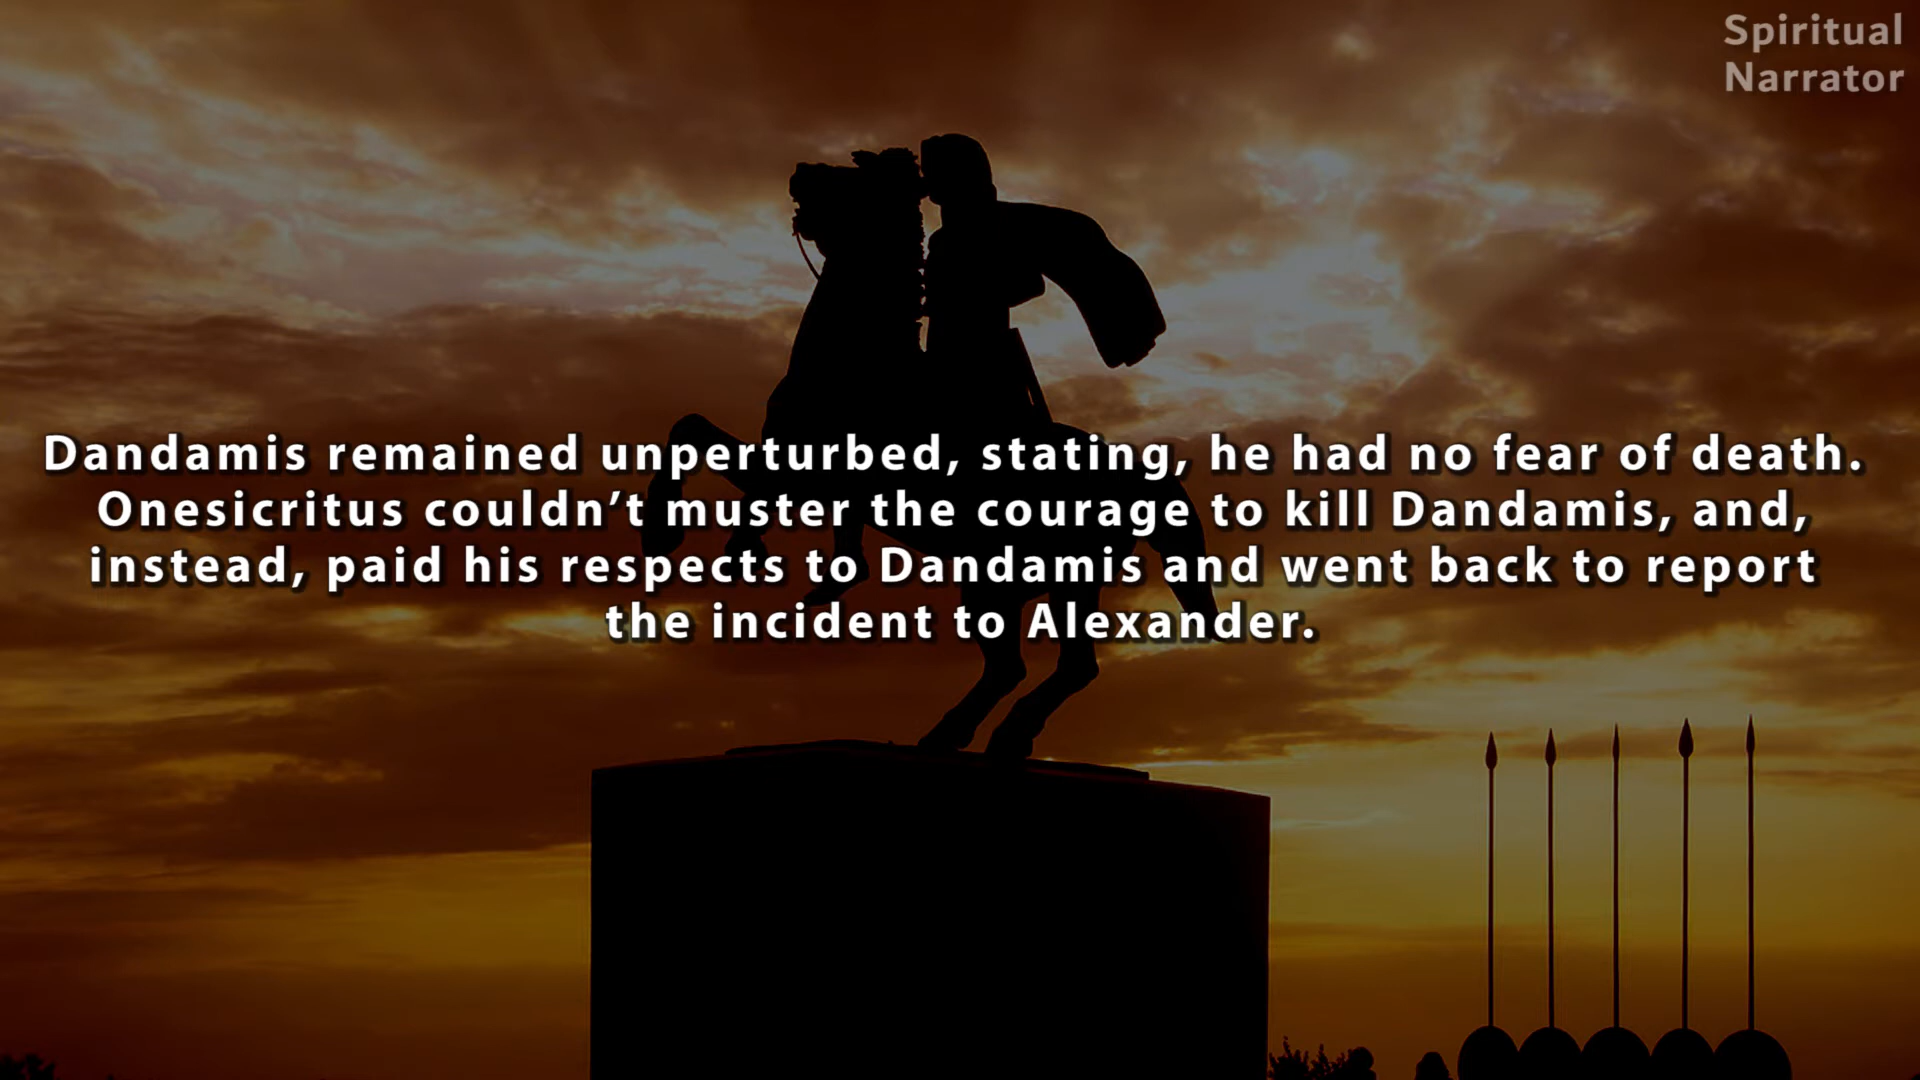 Spiritual
Narrator
Dandamis remained unperturbed, stating, he had no fear of death.
Onesicritus couldn’t muster the courage to kill Dandamis, and,
instead, paid his respects to Dandamis and went back to report
the incident to Alexander.